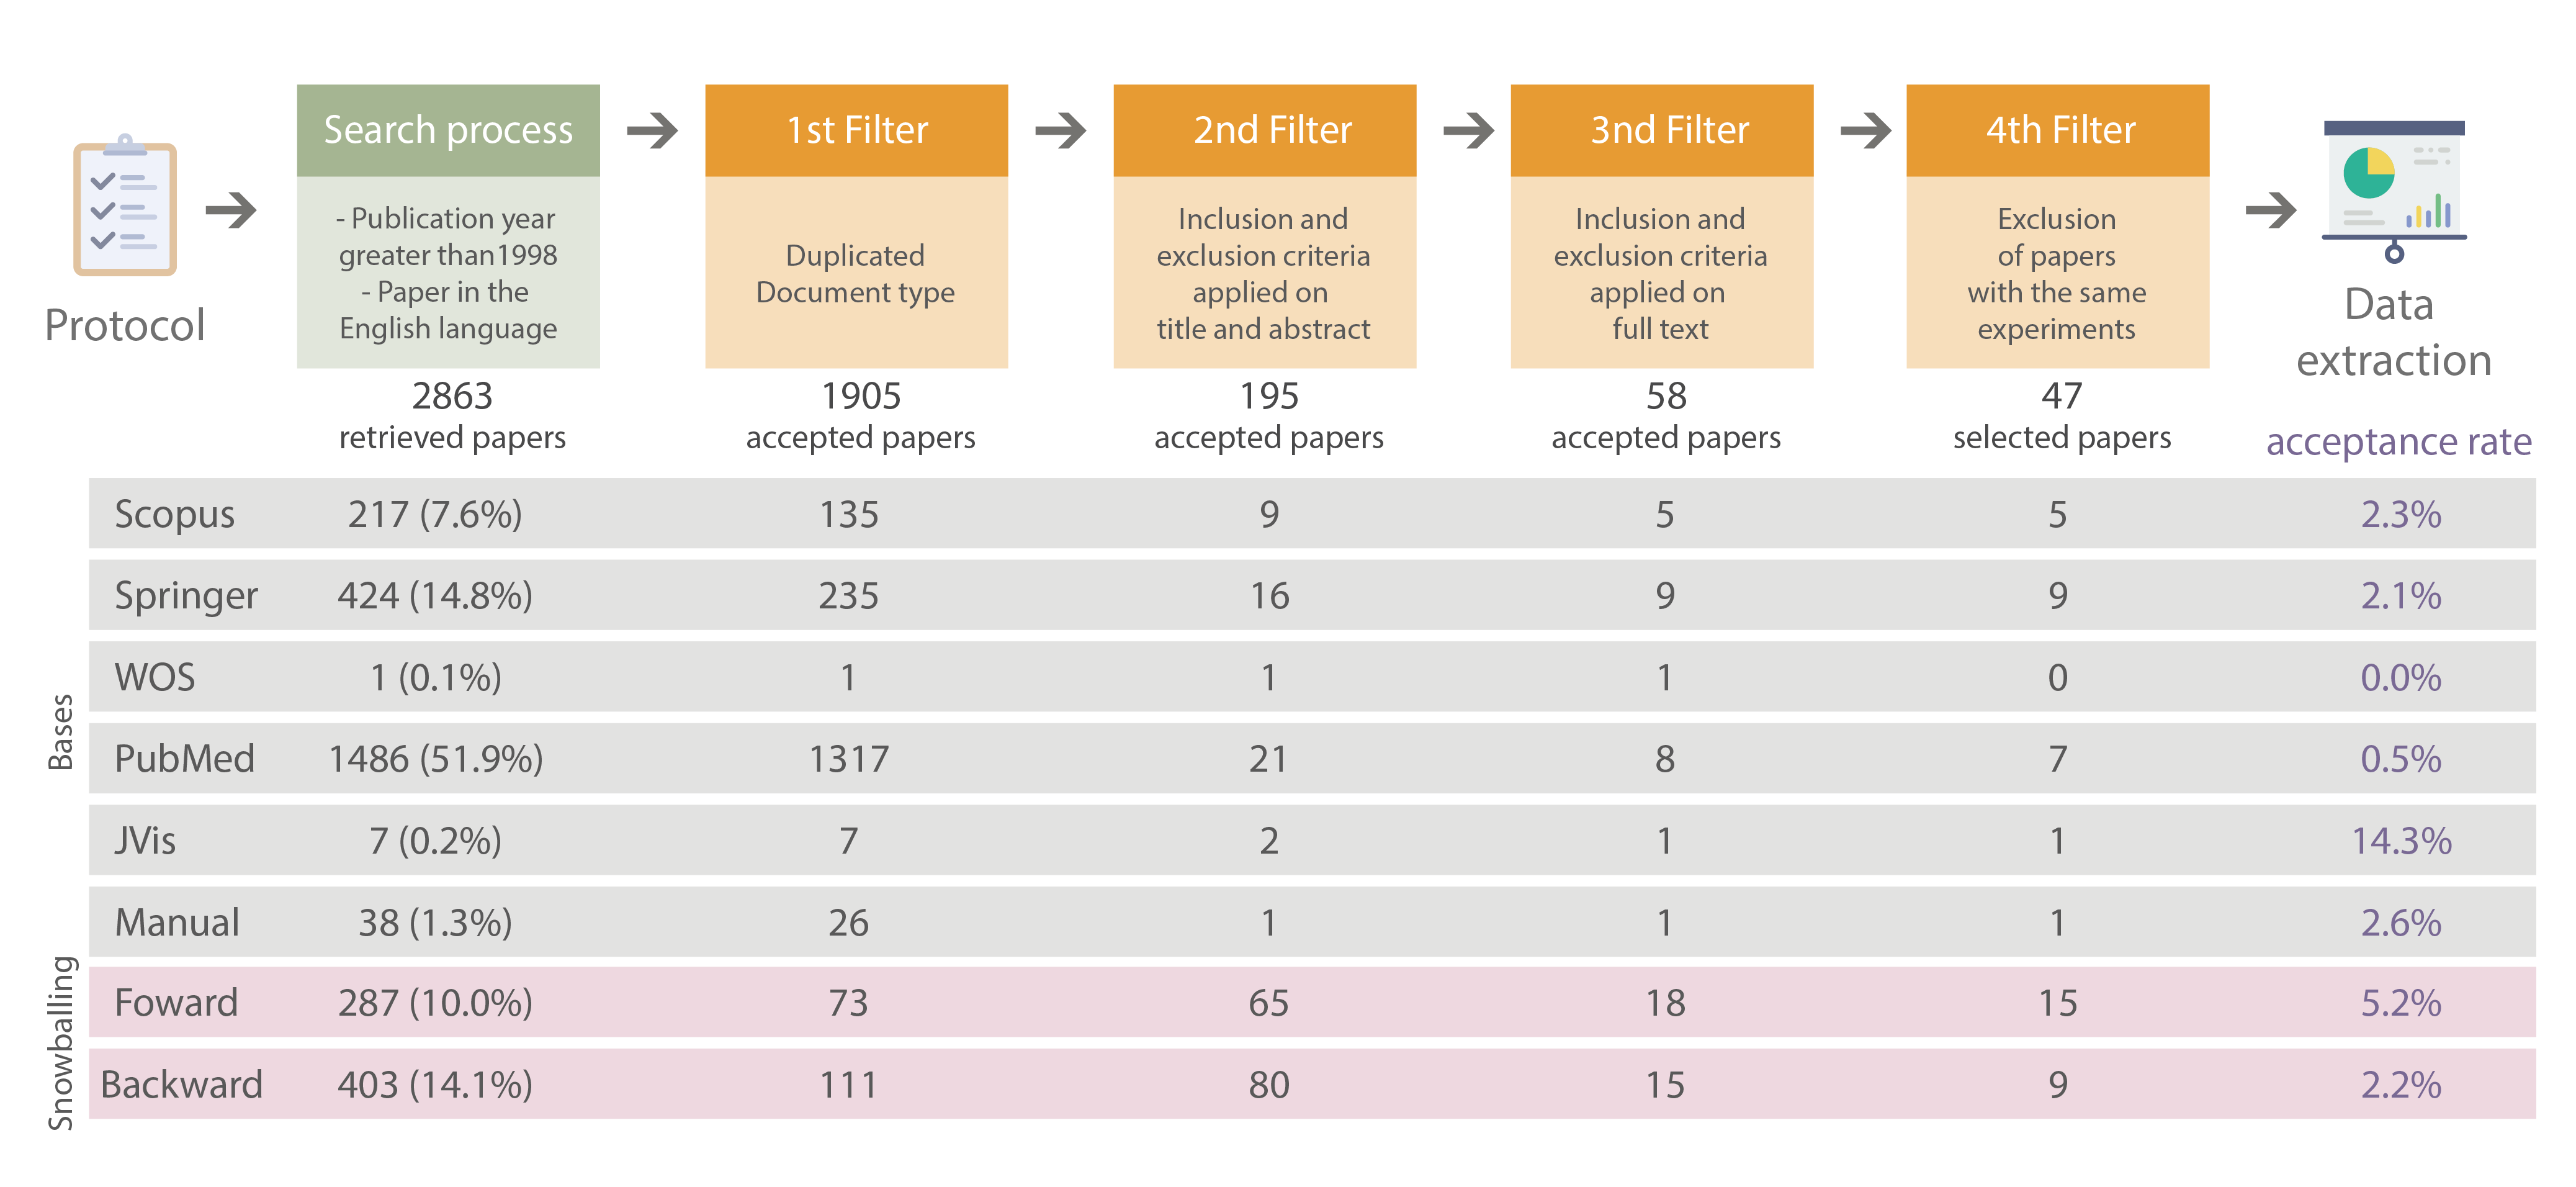 Protocol
Search process
- Publication year
greater than1998
- Paper in the
English language
2863
retrieved papers
1st Filter
Duplicated
Document type
1905
accepted papers
2nd Filter
Inclusion and
exclusion criteria
applied on
title and abstract
195
accepted papers
3nd Filter
Inclusion and
exclusion criteria
applied on
full text
58
accepted papers
4th Filter
Exclusion
of papers
with the same
experiments
47
selected papers
Data
extraction
acceptance rate
Bases
Scopus 217 (7.6%) 135 9 5 5 2.3%
Springer 424 (14.8%) 235 16 9 9 2.1%
WOS 1 (0.1%) 1 1 1 0 0.0%
PubMed 1486 (51.9%) 1317 21 8 7 0.5%
JVis 7 (0.2%) 7 2 1 1 14.3%
Manual 38 (1.3%) 26 1 1 1 2.6%
Snowballing
Foward 287 (10.0%) 73 65 18 15 5.2%
Backward 403 (14.1%) 111 80 15 9 2.2%